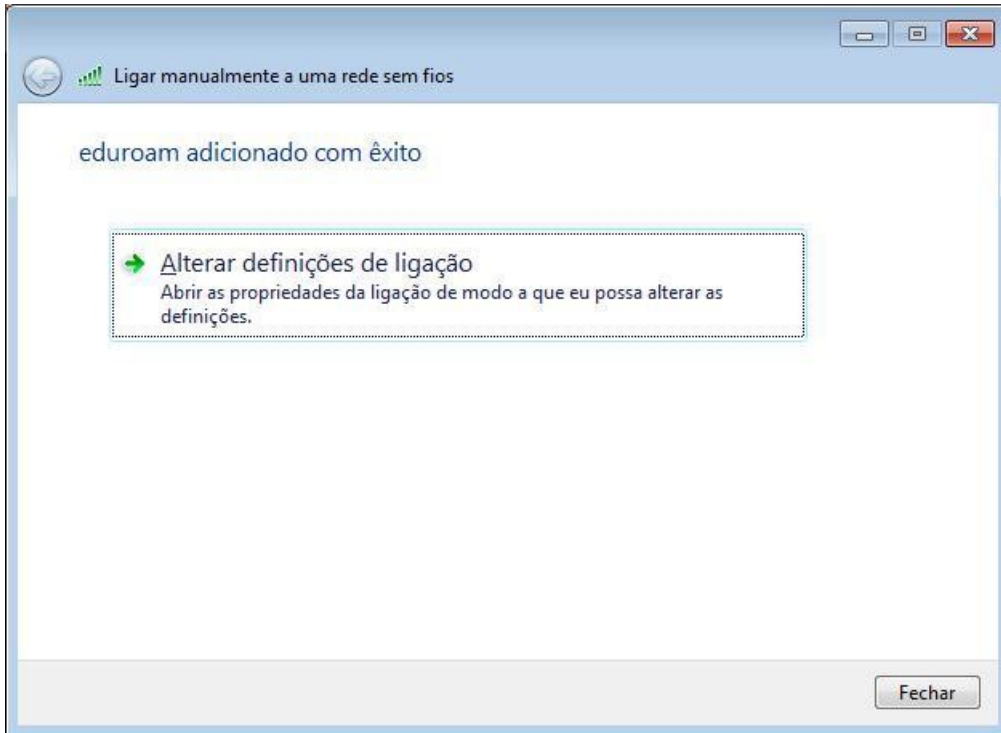 Ligar manualmente a uma rede sem fios
eduroam adicionado com êxito
Alterar definições de ligação
Abrir as propriedades da ligação de modo a que eu possa alterar as
definições.
Fechar